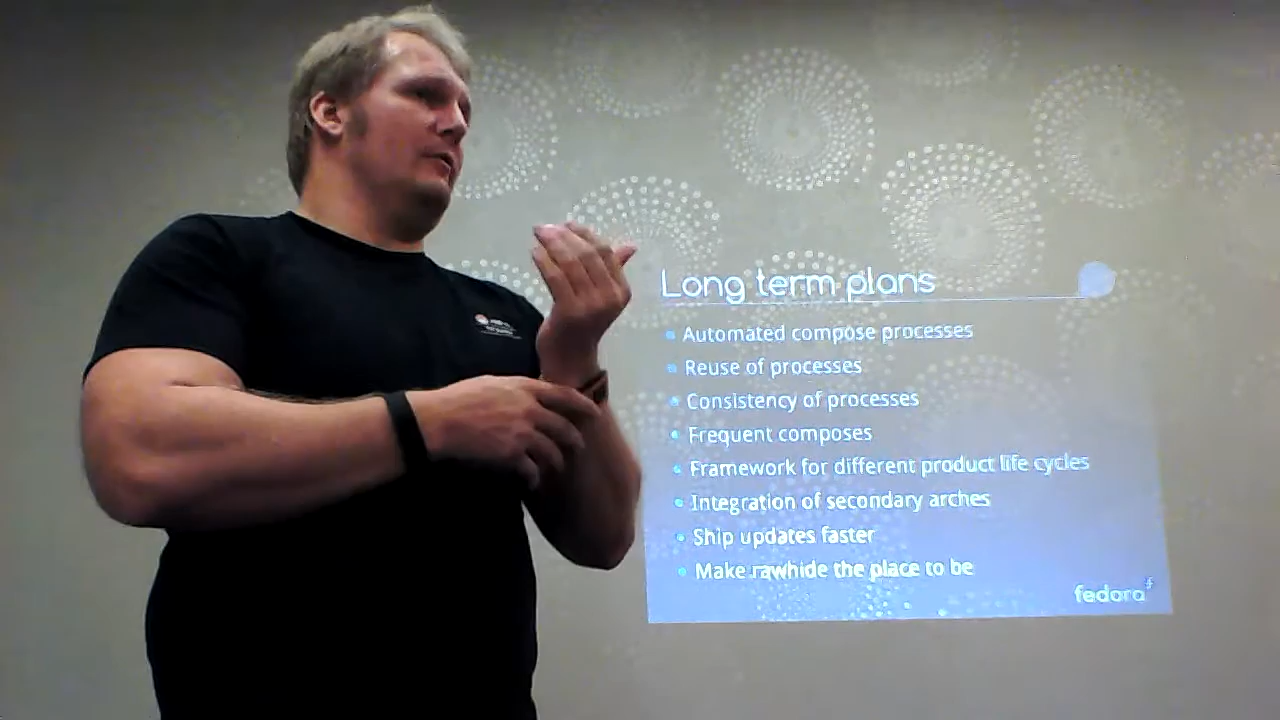 Long term plans
Automated compose processes
Reuse of processes
Consistency of processes
Frequent composes
Framework for different product life cycles
Integration of secondary arches
Ship updates faster
Make rawhide the place to be
fedora